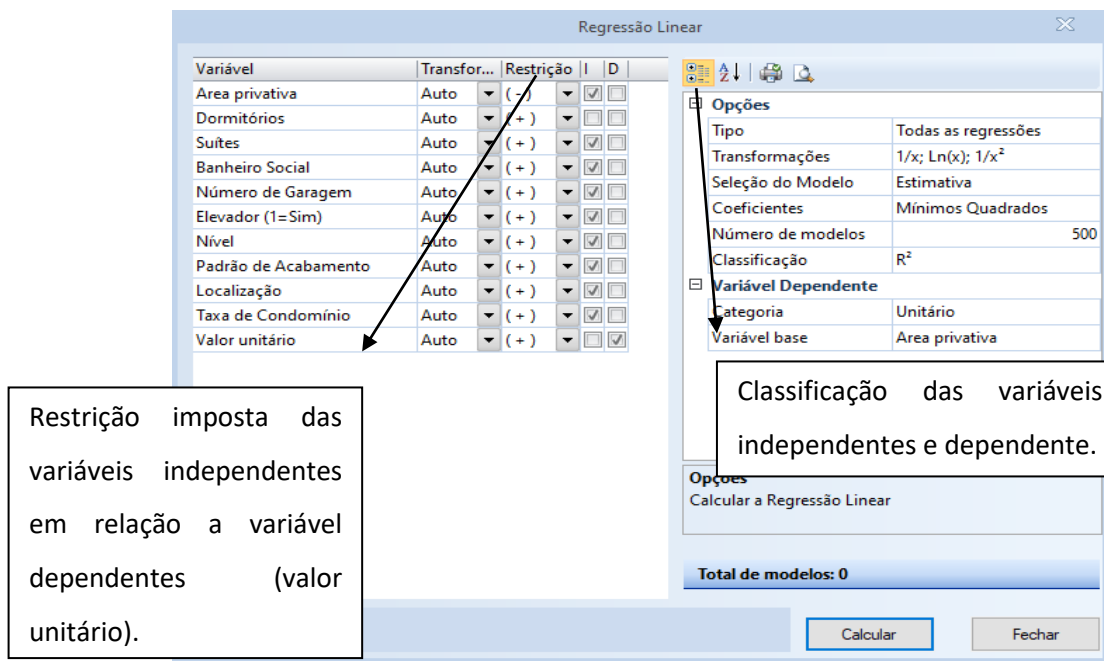 Regressão Linear
Variável Transfor... Restrição I D
Area privativa Auto ( - )
Dormitórios Auto ( + )
Suítes Auto ( + )
Banheiro Social Auto ( + )
Número de Garagem Auto ( + )
Elevador (1=Sim) Auto ( + )
Nível Auto ( + )
Padrão de Acabamento Auto ( + )
Localização Auto ( + )
Taxa de Condomínio Auto ( + )
Valor unitário Auto ( + )
Opções
Tipo Todas as regressões
Transformações 1/x; Ln(x); 1/x²
Seleção do Modelo Estimativa
Coeficientes Mínimos Quadrados
Número de modelos 500
Classificação R²
Variável Dependente
Categoria Unitário
Variável base Area privativa
Classificação das variáveis
independentes e dependente.
Restrição imposta das
variáveis independentes
em relação a variável
dependentes (valor
unitário).
Opções
Calcular a Regressão Linear
Total de modelos: 0
Calcular Fechar